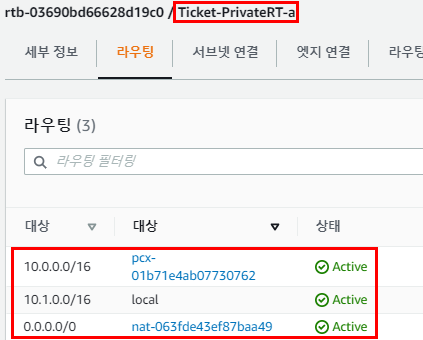 rtb-03690bd66628d19c0 / Ticket-PrivateRT-a
세부 정보 라우팅 서브넷 연결 엣지 연결 라우팅
라우팅 (3)
라우팅 필터링
대상 대상 상태
10.0.0.0/16 pcx-
01b71e4ab07730762 Active
10.1.0.0/16 local Active
0.0.0.0/0 nat-063fde43ef87baa49 Active